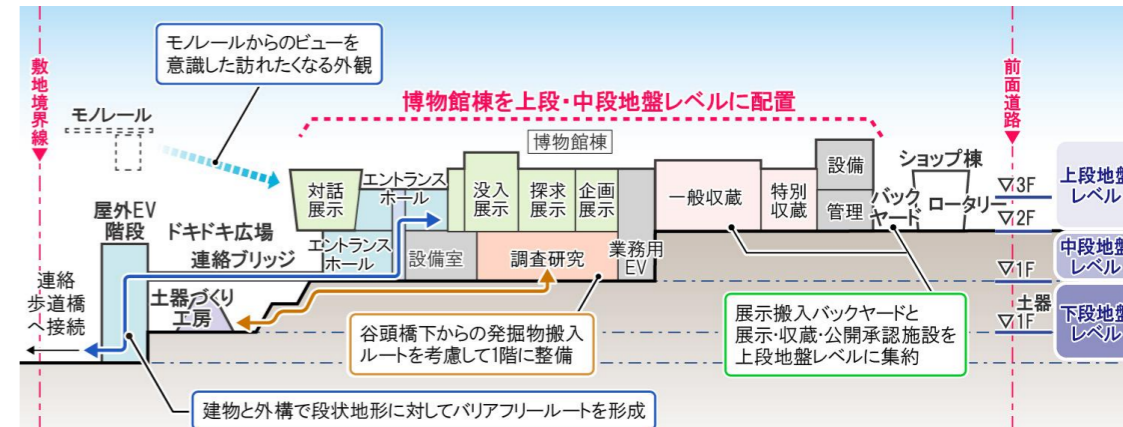 モノレールからのビューを
意識した訪れたくなる外観
敷地境界線
前面道路
モノレール
博物館棟を上段・中段地盤レベルに配置
博物館棟
対話
展示
エントランス
ホール
没入
展示
探求
展示
企画
展示
一般収蔵
特別
収蔵
設備
管理
ショップ棟
バック
ヤード
ロータリー
▽3F
▽2F
上段地盤
レベル
屋外EV
階段
ドキドキ広場
連絡ブリッジ
エントランス
ホール
設備室
調査研究
業務用
EV
中段地盤
レベル
▽1F
連絡
歩道橋
へ接続
土器づくり
工房
土器
▽1F
下段地盤
レベル
谷頭橋下からの発掘物搬入
ルートを考慮して1階に整備
展示搬入バックヤードと
展示・収蔵・公開承認施設を
上段地盤レベルに集約
建物と外構で段状地形に対してバリアフリールートを形成